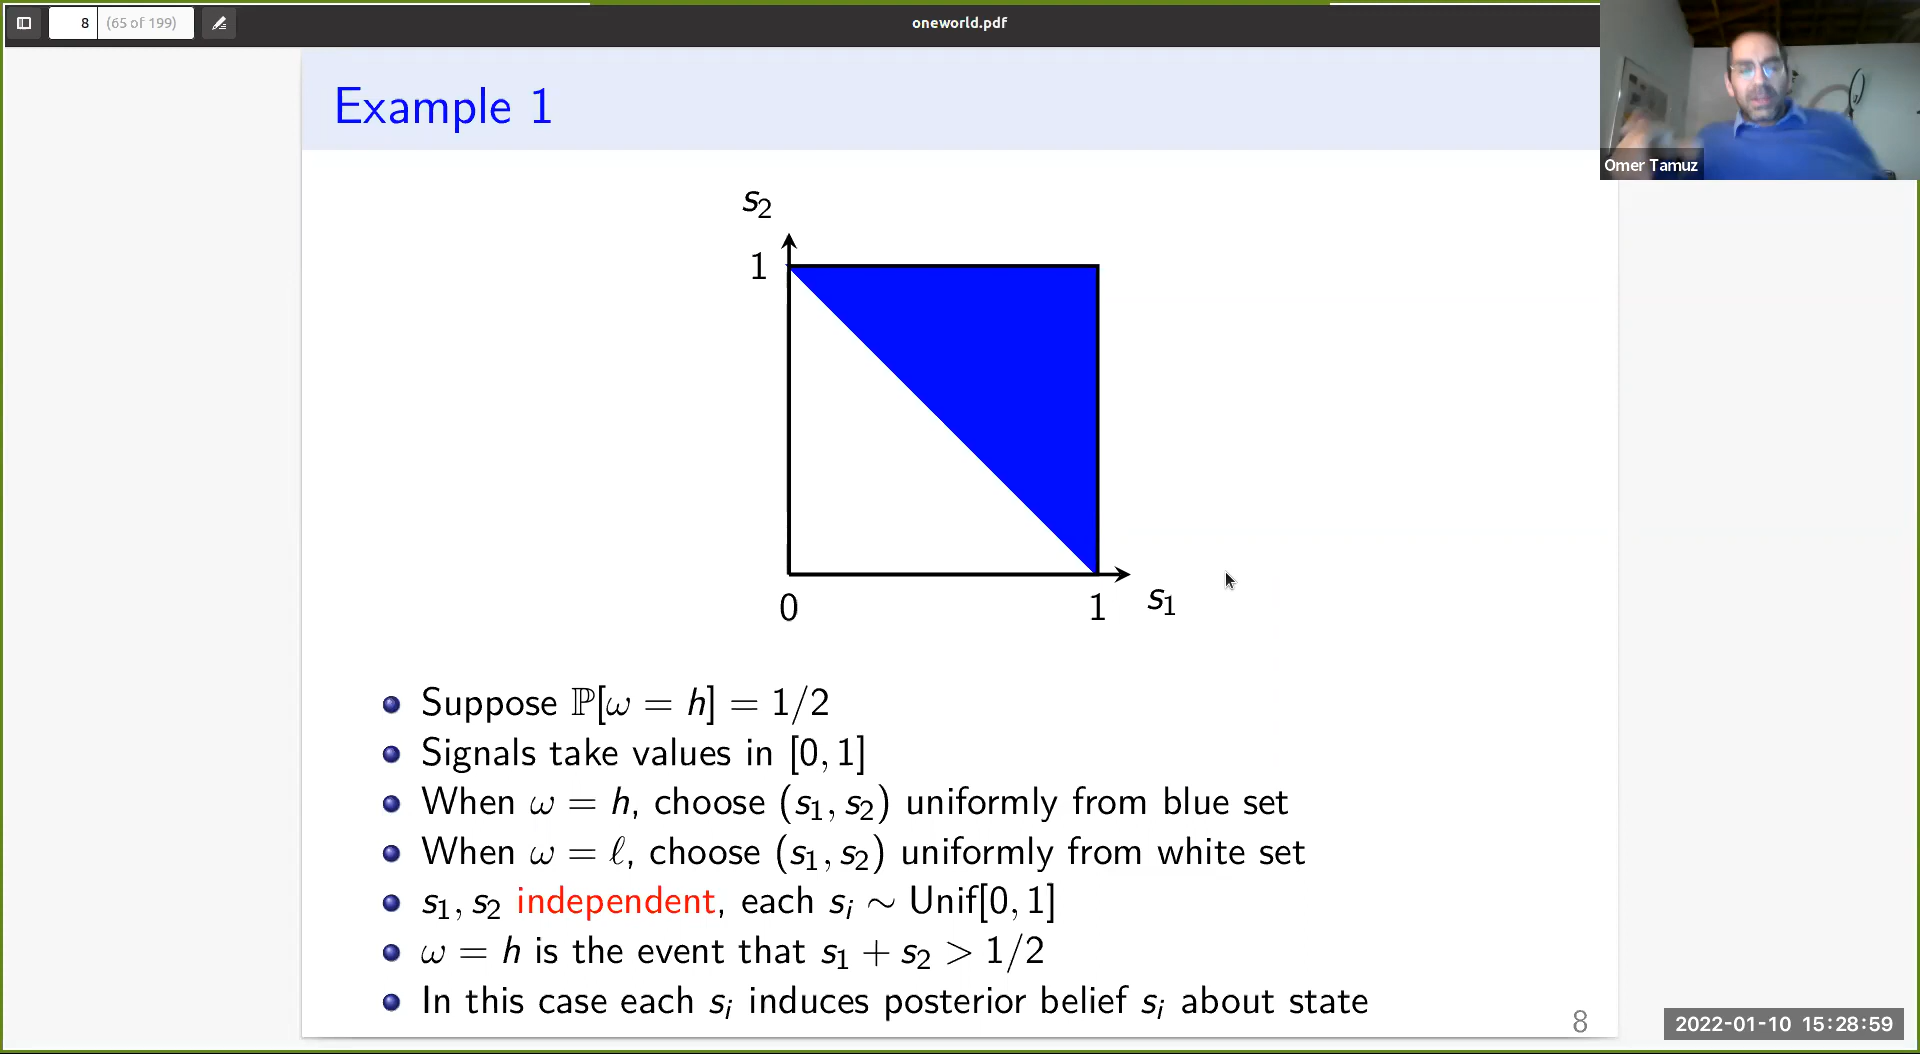 8 (65 of 199) oneworld.pdf
Omer Tamuz
Example 1
s₂
1
0 1 s₁
Suppose ℙ[ω = h] = 1/2
Signals take values in [0, 1]
When ω = h, choose (s₁, s₂) uniformly from blue set
When ω = ℓ, choose (s₁, s₂) uniformly from white set
s₁, s₂ independent, each sᵢ ∼ Unif[0, 1]
ω = h is the event that s₁ + s₂ > 1/2
In this case each sᵢ induces posterior belief sᵢ about state
8
2022-01-10 15:28:59